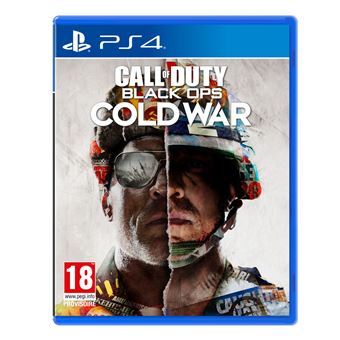 PS4
CALL OF DUTY
BLACK OPS
COLD WAR
18
www.pegi.info
PROVISOIRE